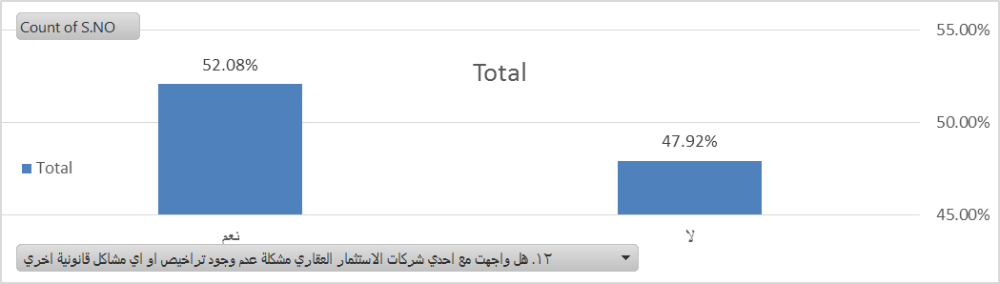 Count of S.NO
55.00%
Total
52.08%
50.00%
47.92%
Total
45.00%
نعم
لا
١٢. هل واجهت مع احدي شركات الاستثمار العقاري مشكلة عدم وجود تراخيص او اي مشاكل قانونية اخري